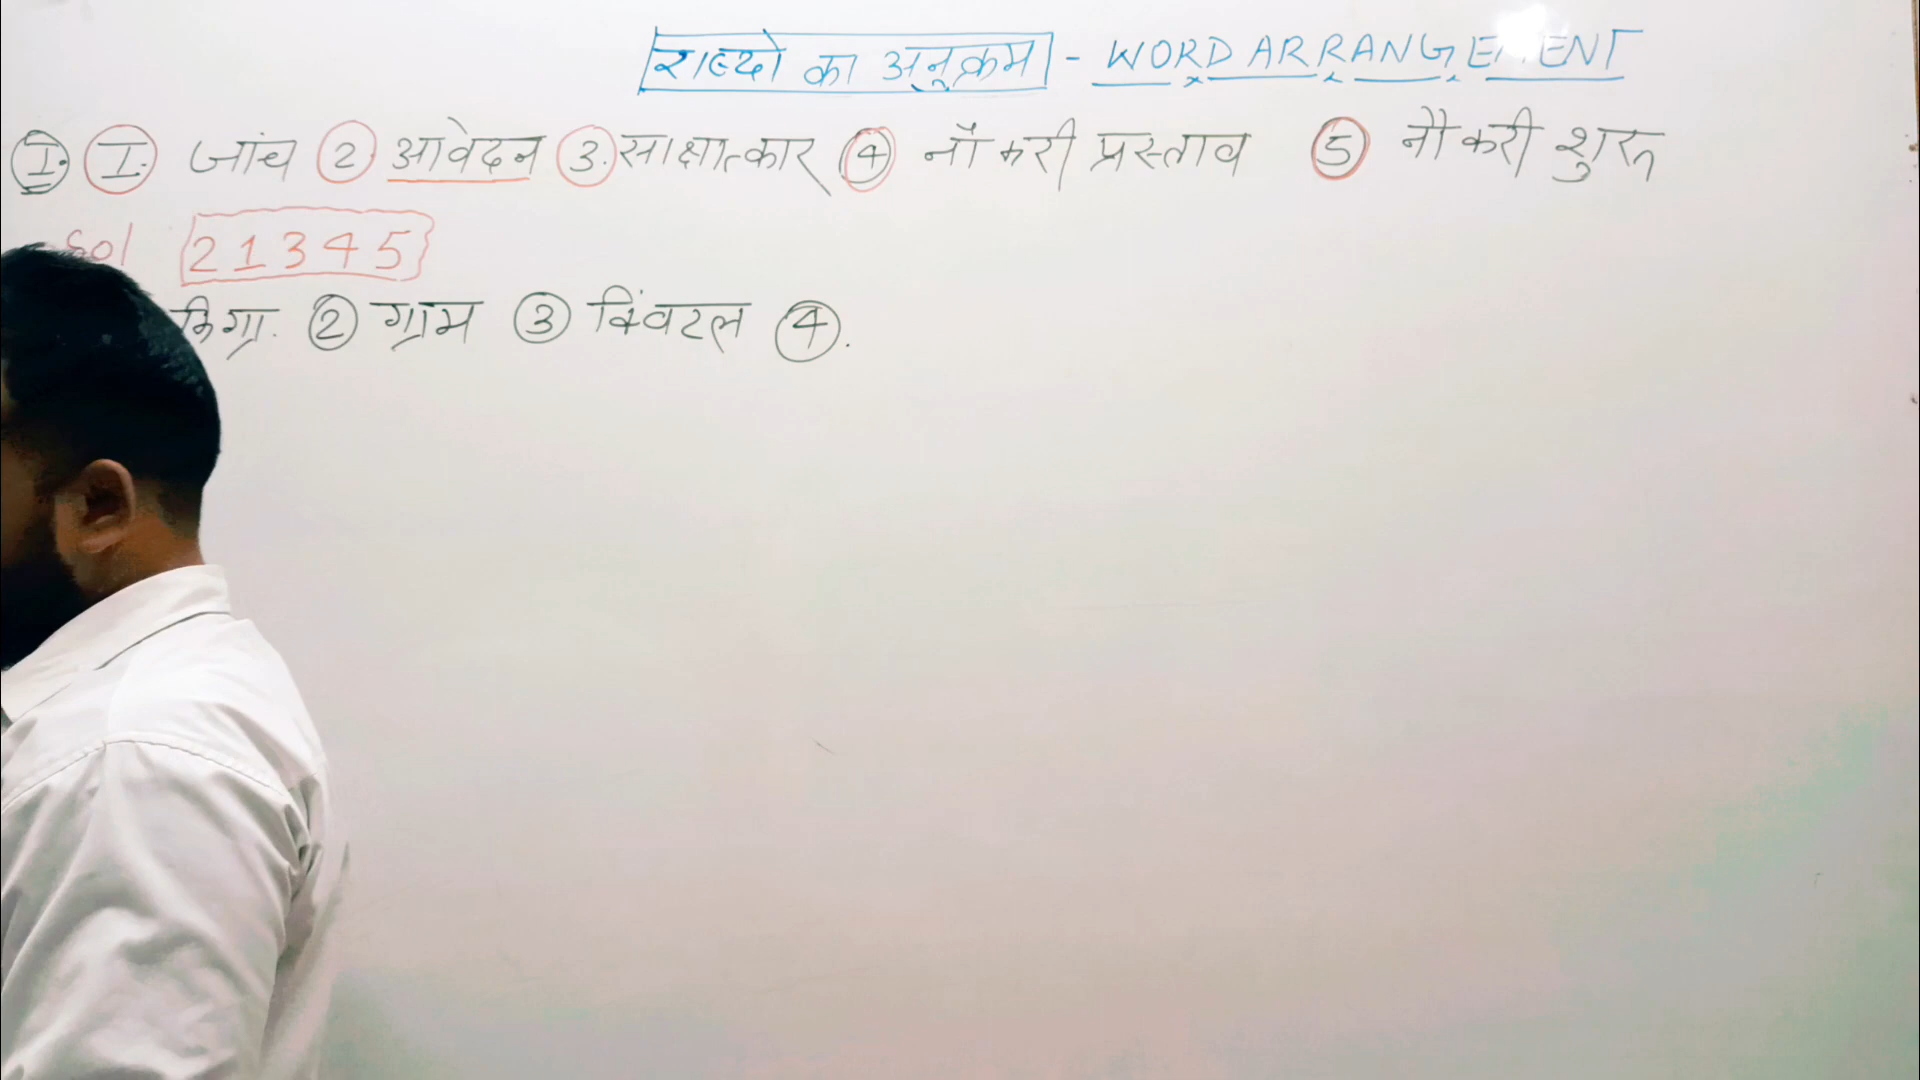 शब्दो का अनुक्रम - WORD ARRANGEMENT
I. I. जांच 2 आवेदन 3. साक्षात्कार 4 नौकरी प्रस्ताव 5 नौकरी शुरू
Sol 21345
कि ग्रा. 2 ग्राम 3 क्विंटल 4.